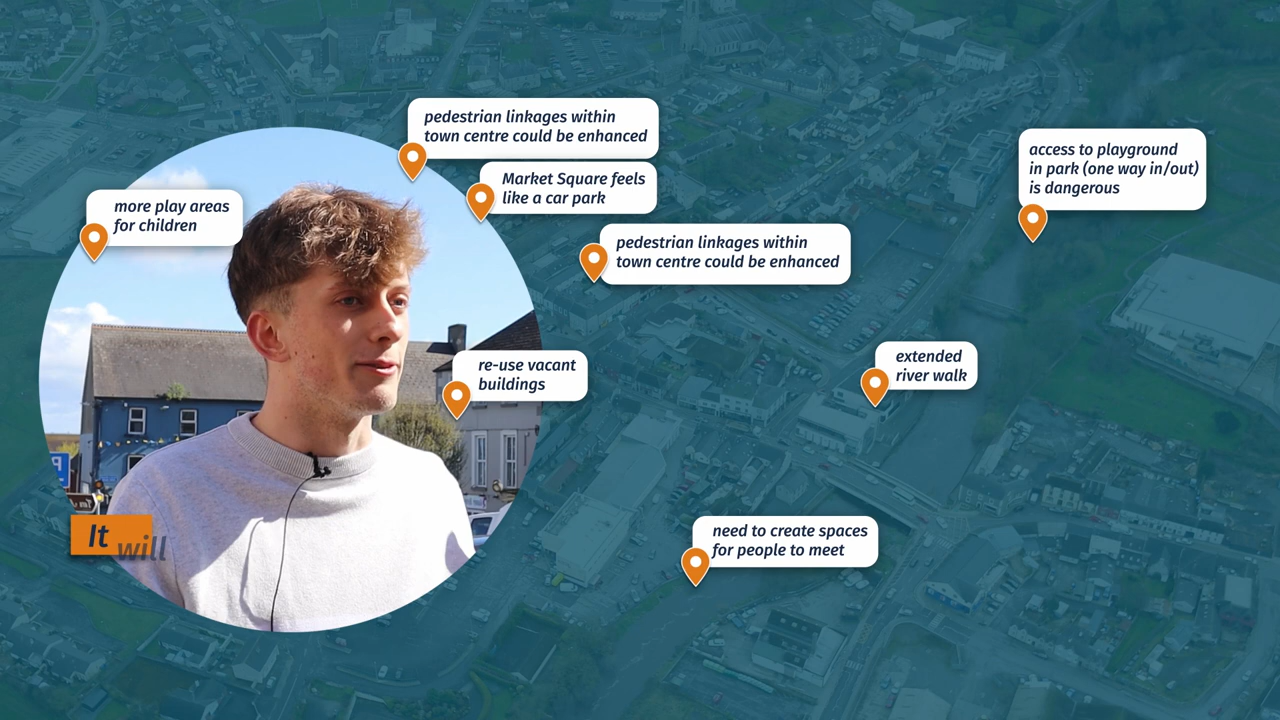 pedestrian linkages within
town centre could be enhanced
access to playground
in park (one way in/out)
is dangerous
Market Square feels
like a car park
more play areas
for children
pedestrian linkages within
town centre could be enhanced
extended
river walk
re-use vacant
buildings
need to create spaces
for people to meet
It will